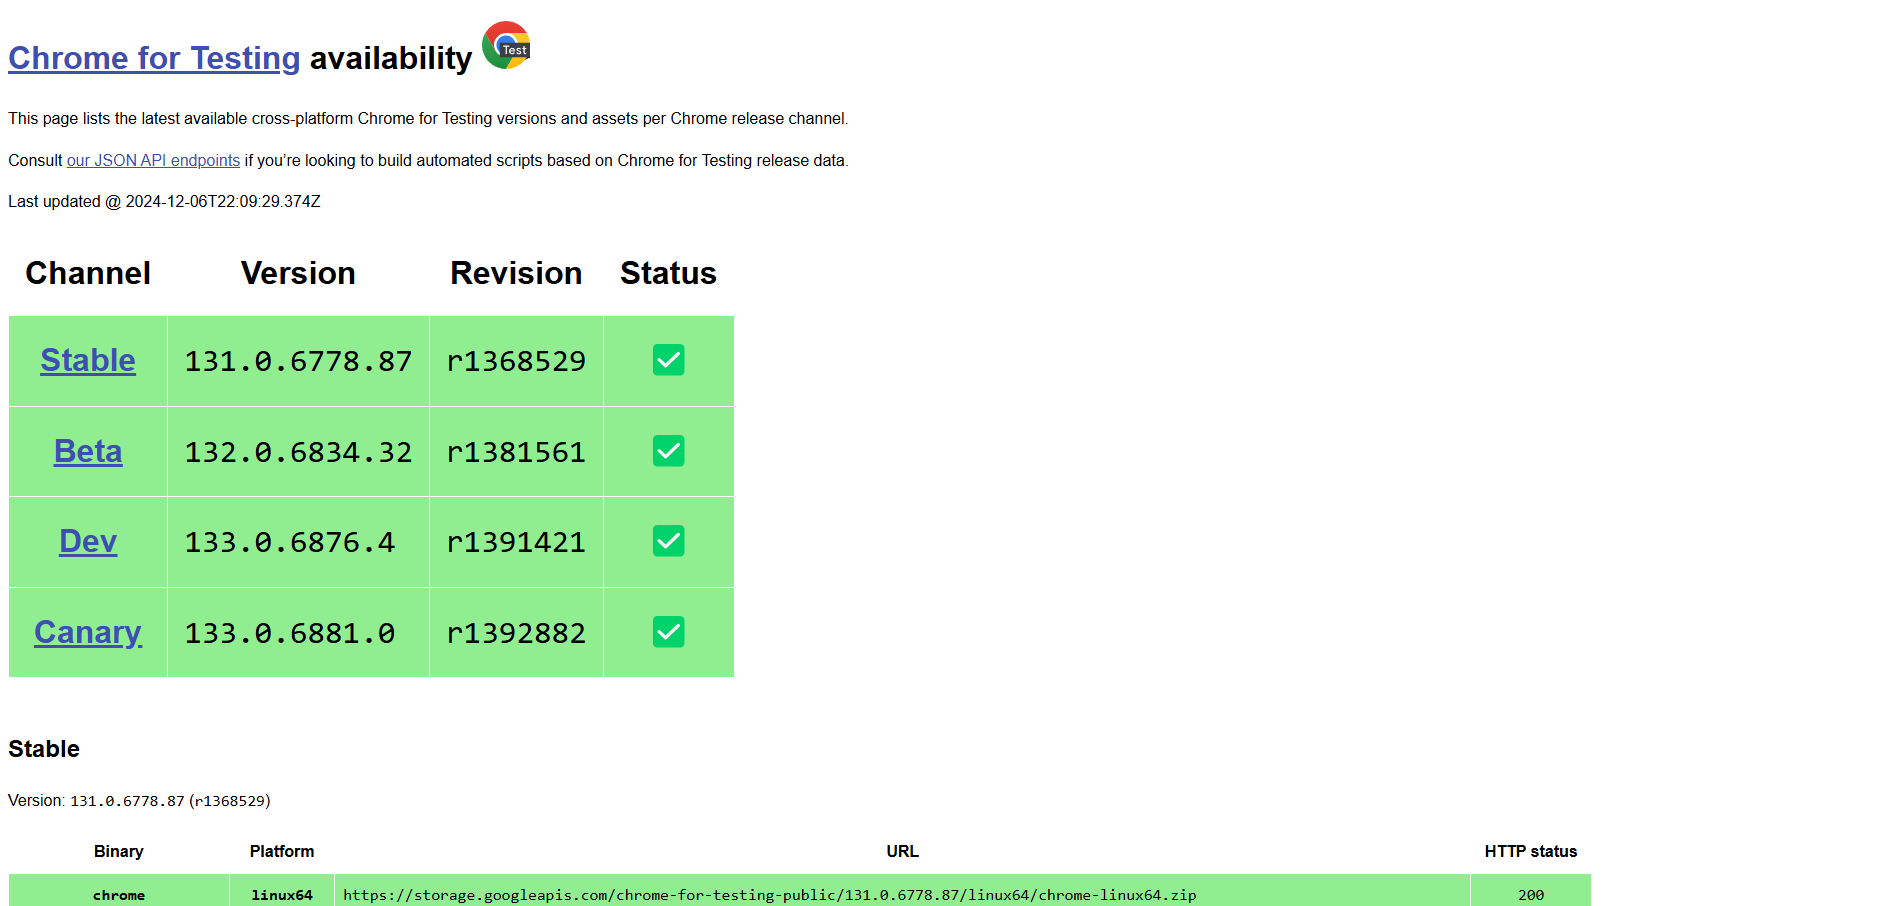 Chrome for Testing availability
Test
This page lists the latest available cross-platform Chrome for Testing versions and assets per Chrome release channel.
Consult our JSON API endpoints if you’re looking to build automated scripts based on Chrome for Testing release data.
Last updated @ 2024-12-06T22:09:29.374Z
Channel Version Revision Status
Stable 131.0.6778.87 r1368529 ✅
Beta 132.0.6834.32 r1381561 ✅
Dev 133.0.6876.4 r1391421 ✅
Canary 133.0.6881.0 r1392882 ✅
Stable
Version: 131.0.6778.87 (r1368529)
Binary Platform URL HTTP status
chrome linux64 https://storage.googleapis.com/chrome-for-testing-public/131.0.6778.87/linux64/chrome-linux64.zip 200